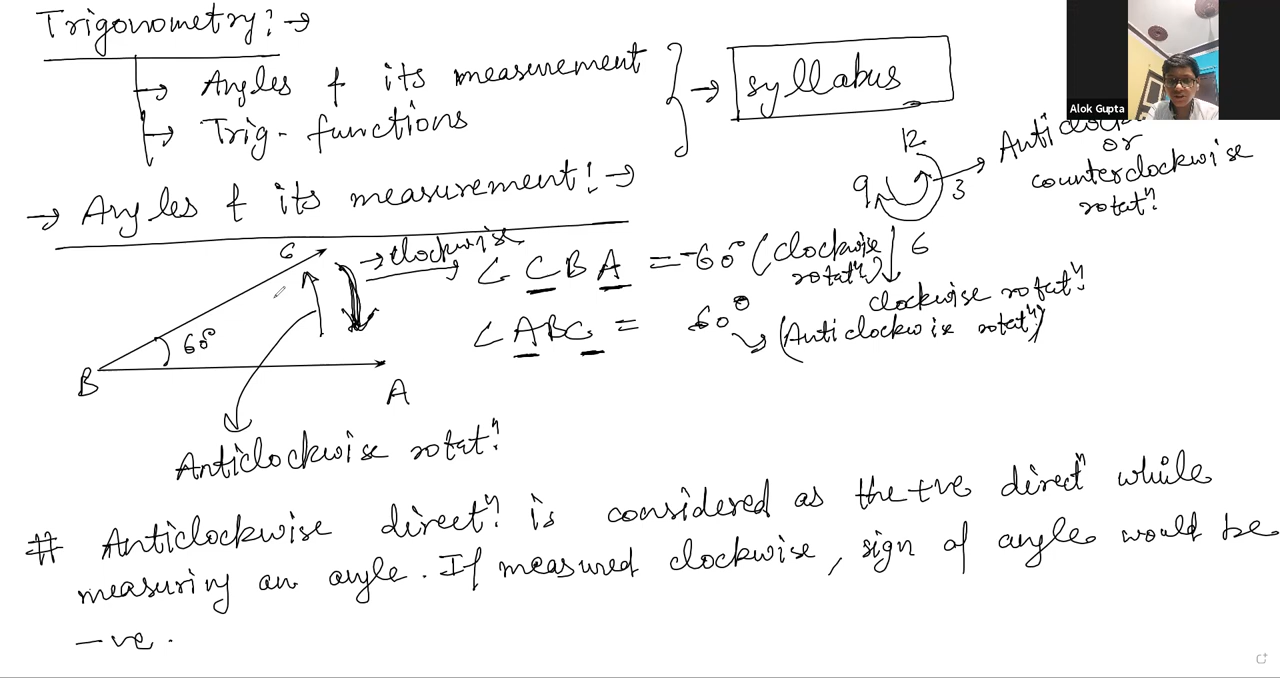 Trigonometry:→
→ Angles & its measurement
→ Trig- functions
→ syllabus
Alok Gupta
→ Angles & its measurement:→
12
9
3
6
→ Anticloc
or
counterclockwise
rotatⁿ.
clockwise rotatⁿ.
C
→ clockwise
60°
B
A
Anticlockwise rotatⁿ.
∠CBA = -60° (clockwise
rotatⁿ)
∠ABC = 60°
(Anticlockwise rotatⁿ)
# Anticlockwise directⁿ. is considered as the +ve directⁿ while
measuring an angle. If measured clockwise, sign of angle would be
-ve.